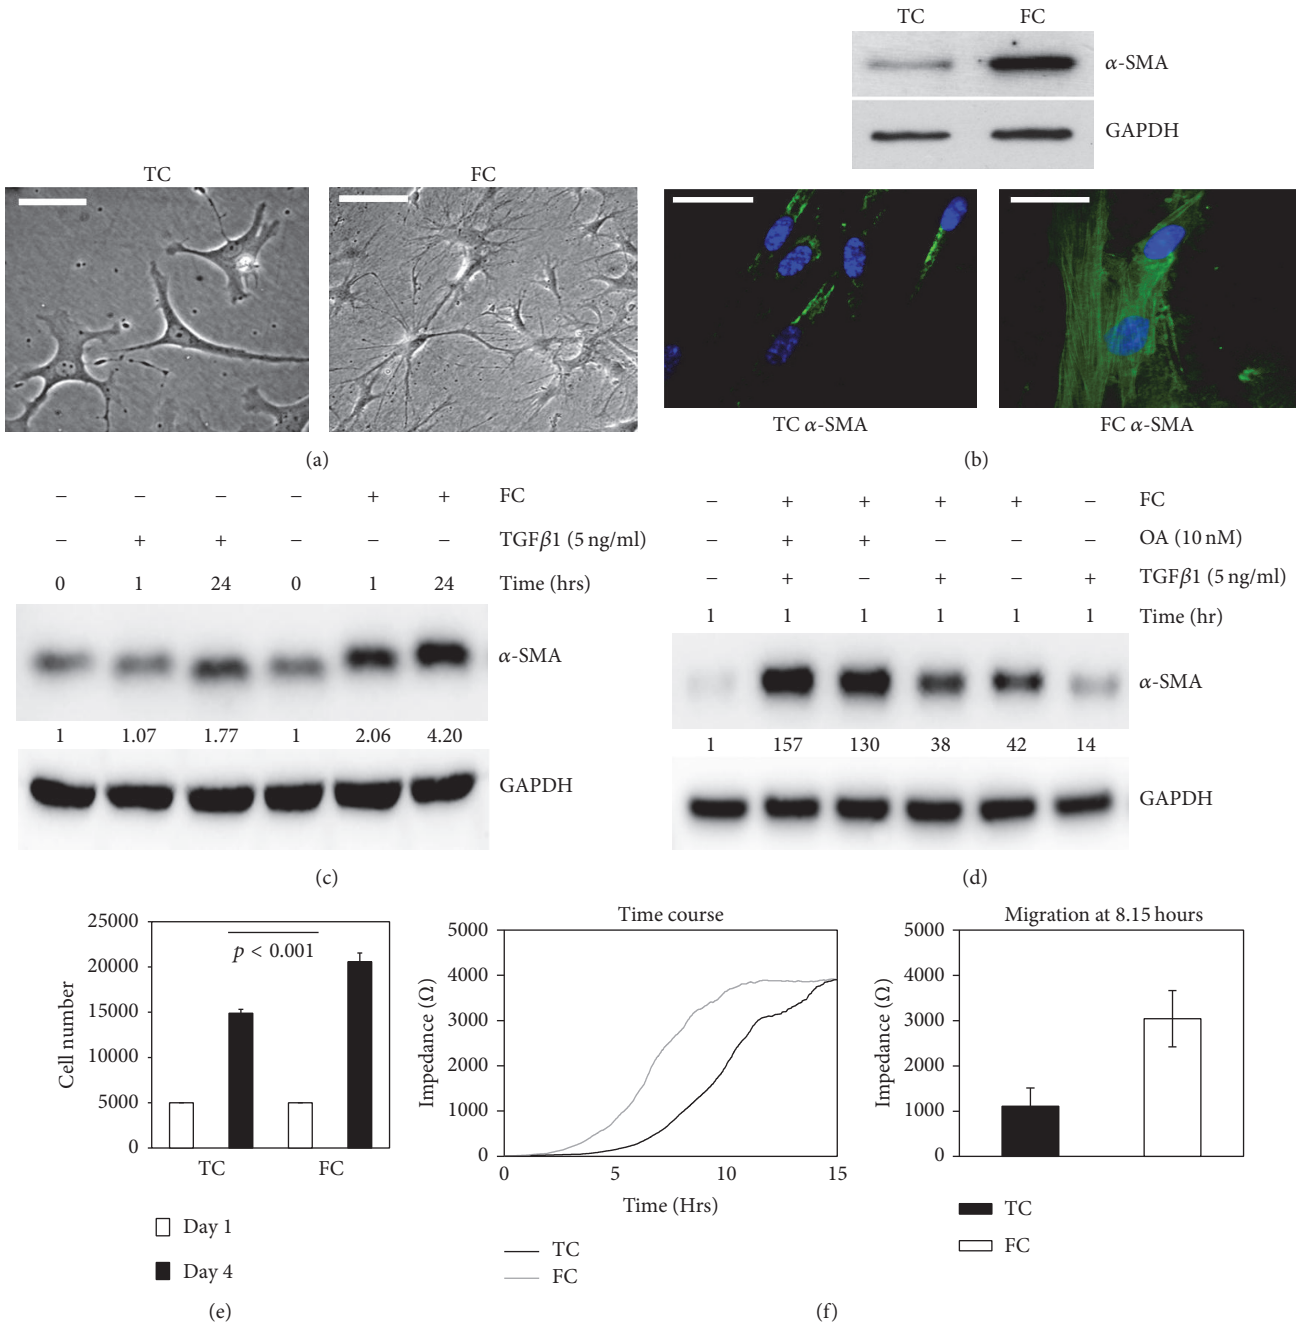 TC FC
α-SMA
GAPDH
TC FC
TC α-SMA FC α-SMA
(a) (b)
− − − − + + FC
− + + − − − TGFβ1 (5 ng/ml)
0 1 24 0 1 24 Time (hrs)
α-SMA
1 1.07 1.77 1 2.06 4.20
GAPDH
(c)
− + + + + − FC
− + + − − − OA (10 nM)
− + − + − + TGFβ1 (5 ng/ml)
1 1 1 1 1 1 Time (hr)
α-SMA
1 157 130 38 42 14
GAPDH
(d)
25000
20000
15000
10000
5000
0
Cell number
p < 0.001
TC FC
Day 1
Day 4
(e)
Time course
5000
4000
3000
2000
1000
0
Impedance (Ω)
0 5 10 15
Time (Hrs)
TC
FC
Migration at 8.15 hours
5000
4000
3000
2000
1000
0
Impedance (Ω)
TC
FC
(f)